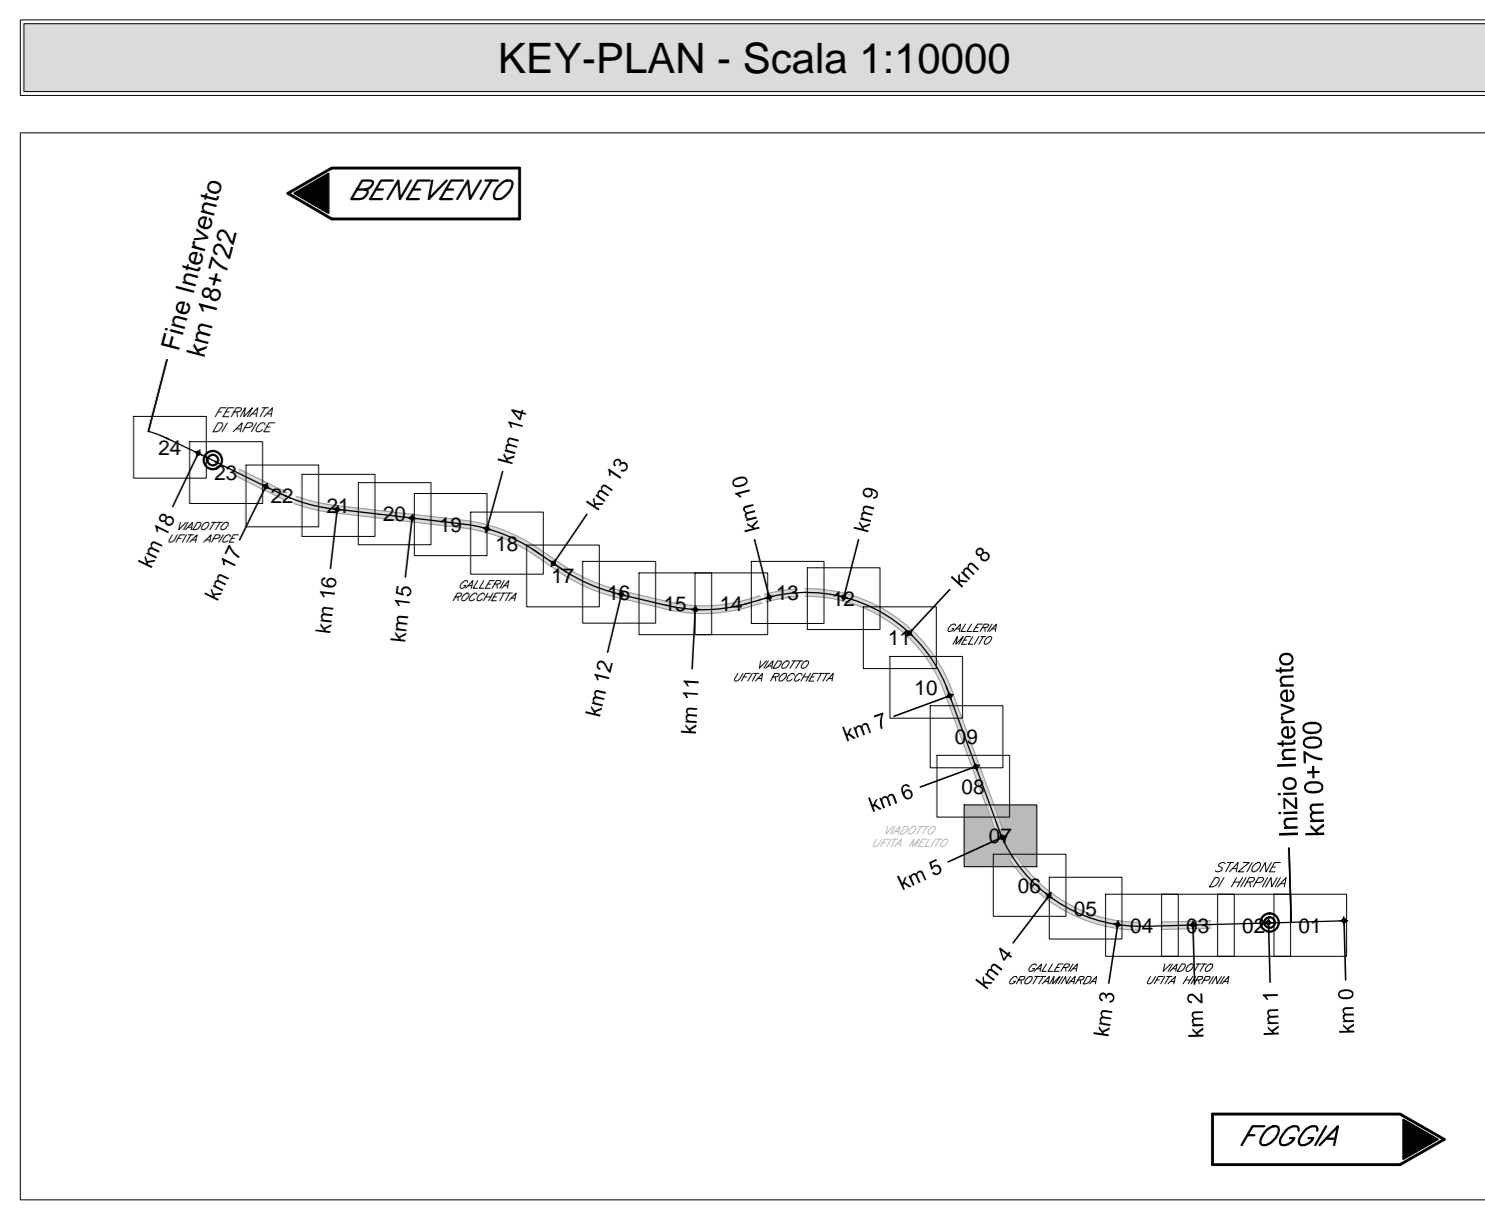 KEY-PLAN - Scala 1:10000
BENEVENTO
Fine Intervento
km 18+722
FERMATA
DI APICE
24
23
22
21
20
19
18
17
16
15
14
13
12
11
10
09
08
07
06
05
04
03
02
01
km 18
km 17
km 16
km 15
km 14
km 13
km 12
km 11
km 10
km 9
km 8
km 7
km 6
km 5
km 4
km 3
km 2
km 1
km 0
VIADOTTO
UFITA APICE
GALLERIA
ROCCHETTA
VIADOTTO
UFITA ROCCHETTA
GALLERIA
MELITO
VIADOTTO
UFITA MELITO
GALLERIA
GROTTAMINARDA
VIADOTTO
UFITA HIRPINIA
STAZIONE
DI HIRPINIA
Inizio Intervento
km 0+700
FOGGIA